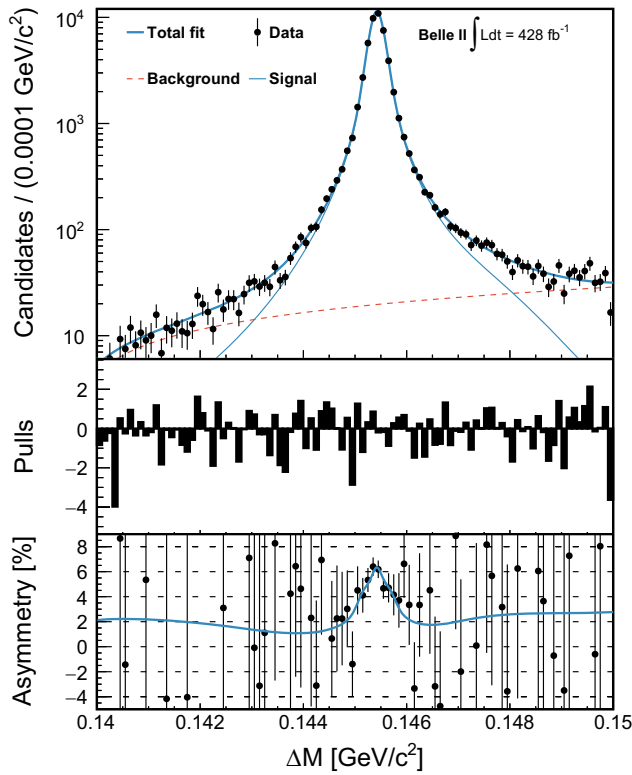 Total fit Data Belle II ∫ Ldt = 428 fb⁻¹
Background Signal
Candidates / (0.0001 GeV/c²)
10⁴
10³
10²
10
Pulls
2
0
−2
−4
Asymmetry [%]
8
6
4
2
0
−2
−4
0.14 0.142 0.144 0.146 0.148 0.15
ΔM [GeV/c²]